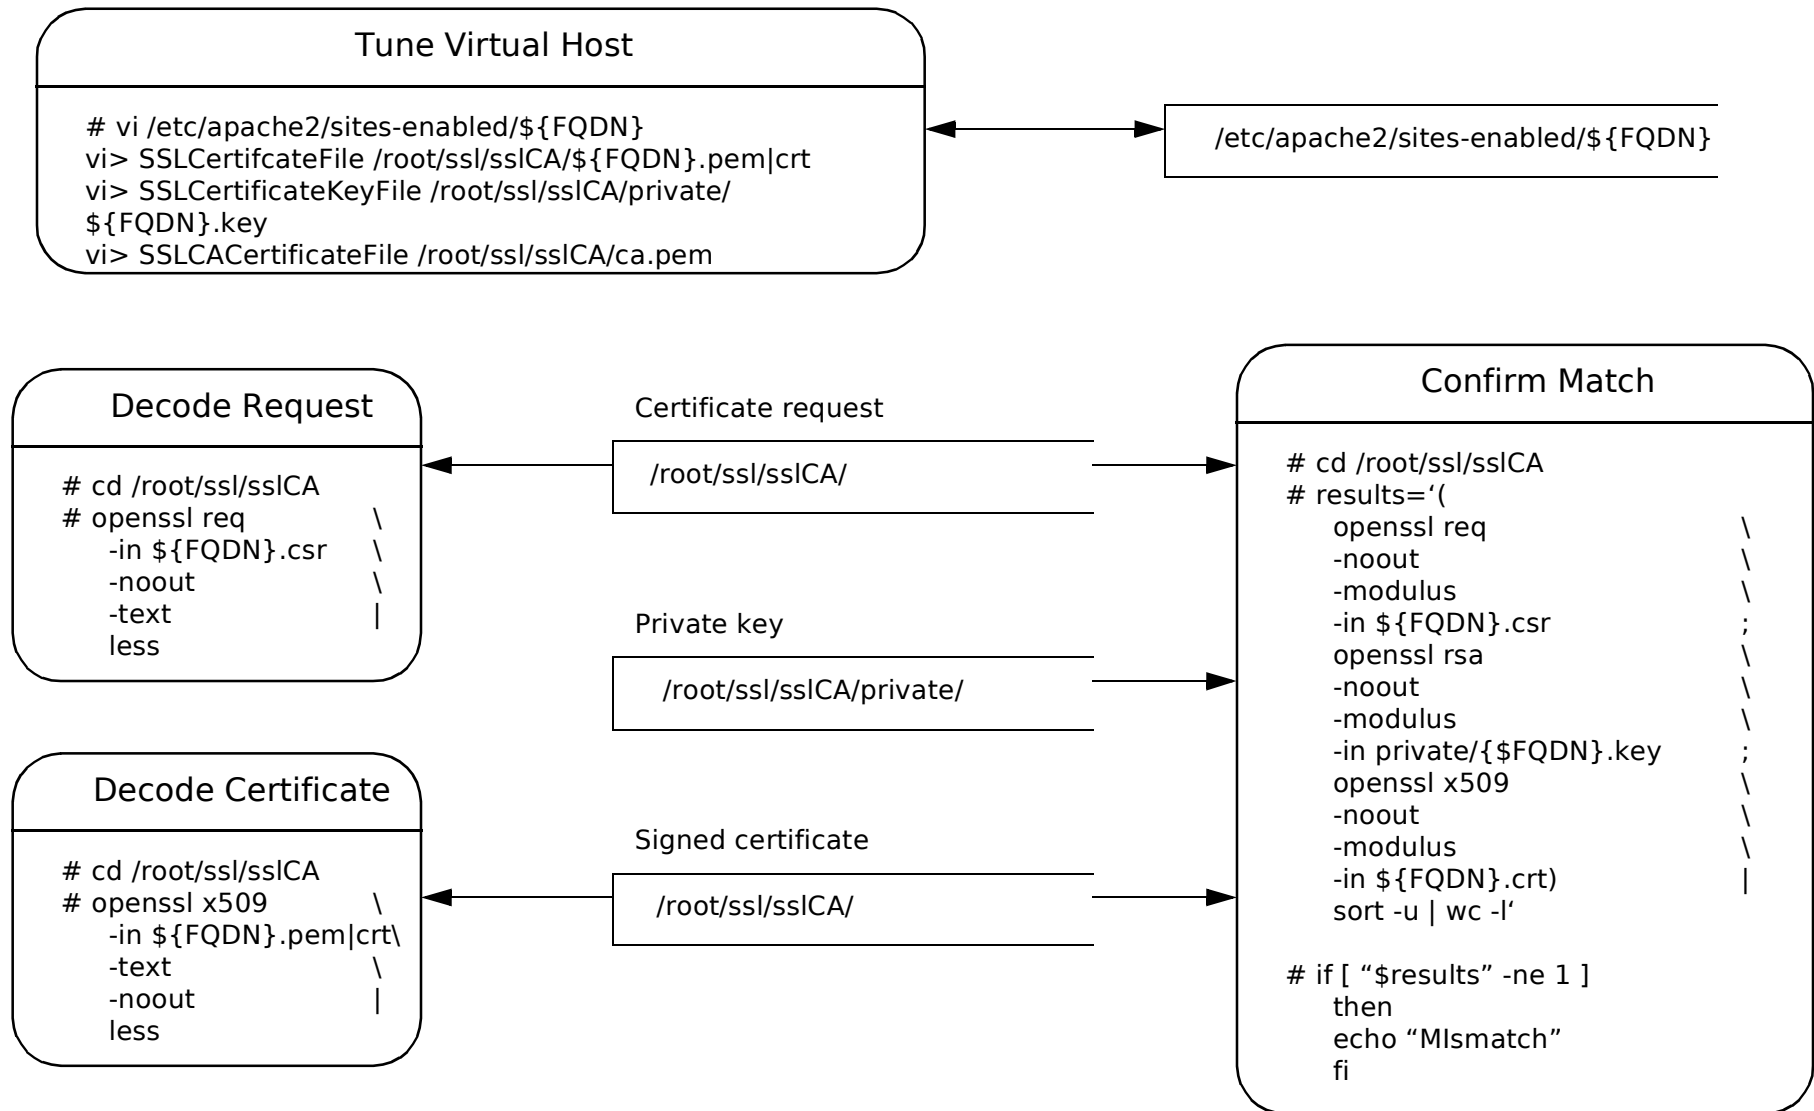 Tune Virtual Host
# vi /etc/apache2/sites-enabled/${FQDN}
vi> SSLCertifcateFile /root/ssl/sslCA/${FQDN}.pem|crt
vi> SSLCertificateKeyFile /root/ssl/sslCA/private/
${FQDN}.key
vi> SSLCACertificateFile /root/ssl/sslCA/ca.pem
/etc/apache2/sites-enabled/${FQDN}
Decode Request
# cd /root/ssl/sslCA
# openssl req \
-in ${FQDN}.csr \
-noout \
-text |
less
Decode Certificate
# cd /root/ssl/sslCA
# openssl x509 \
-in ${FQDN}.pem|crt\
-text \
-noout |
less
Certificate request
/root/ssl/sslCA/
Private key
/root/ssl/sslCA/private/
Signed certificate
/root/ssl/sslCA/
Confirm Match
# cd /root/ssl/sslCA
# results=‘(
openssl req \
-noout \
-modulus \
-in ${FQDN}.csr ;
openssl rsa \
-noout \
-modulus \
-in private/{$FQDN}.key ;
openssl x509 \
-noout \
-modulus \
-in ${FQDN}.crt) |
sort -u | wc -l‘
# if [ “$results” -ne 1 ]
then
echo “MIsmatch”
fi